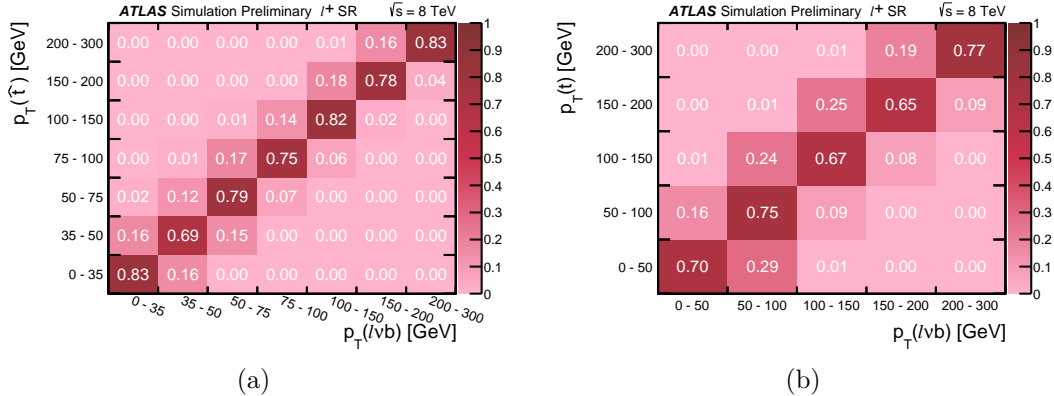 ATLAS Simulation Preliminary l+ SR √s = 8 TeV
p_T(t̂) [GeV]
200 - 300 0.00 0.00 0.00 0.00 0.01 0.16 0.83
150 - 200 0.00 0.00 0.00 0.00 0.18 0.78 0.04
100 - 150 0.00 0.00 0.01 0.14 0.82 0.02 0.00
75 - 100 0.00 0.01 0.17 0.75 0.06 0.00 0.00
50 - 75 0.02 0.12 0.79 0.07 0.00 0.00 0.00
35 - 50 0.16 0.69 0.15 0.00 0.00 0.00 0.00
0 - 35 0.83 0.16 0.00 0.00 0.00 0.00 0.00
0 - 35 35 - 50 50 - 75 75 - 100 100 - 150 150 - 200 200 - 300
p_T(lνb) [GeV]
1
0.9
0.8
0.7
0.6
0.5
0.4
0.3
0.2
0.1
0
(a)
ATLAS Simulation Preliminary l+ SR √s = 8 TeV
p_T(t) [GeV]
200 - 300 0.00 0.00 0.01 0.19 0.77
150 - 200 0.00 0.01 0.25 0.65 0.09
100 - 150 0.01 0.24 0.67 0.08 0.00
50 - 100 0.16 0.75 0.09 0.00 0.00
0 - 50 0.70 0.29 0.01 0.00 0.00
0 - 50 50 - 100 100 - 150 150 - 200 200 - 300
p_T(lνb) [GeV]
1
0.9
0.8
0.7
0.6
0.5
0.4
0.3
0.2
0.1
0
(b)